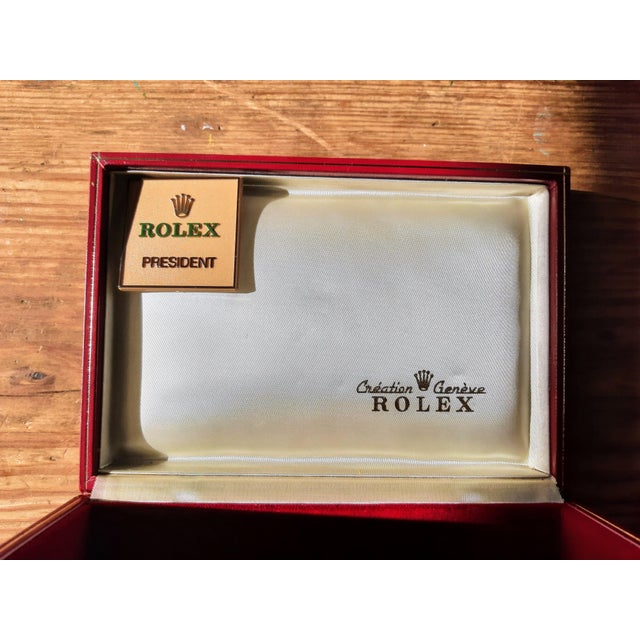 ROLEX
PRESIDENT
Création Genève
ROLEX